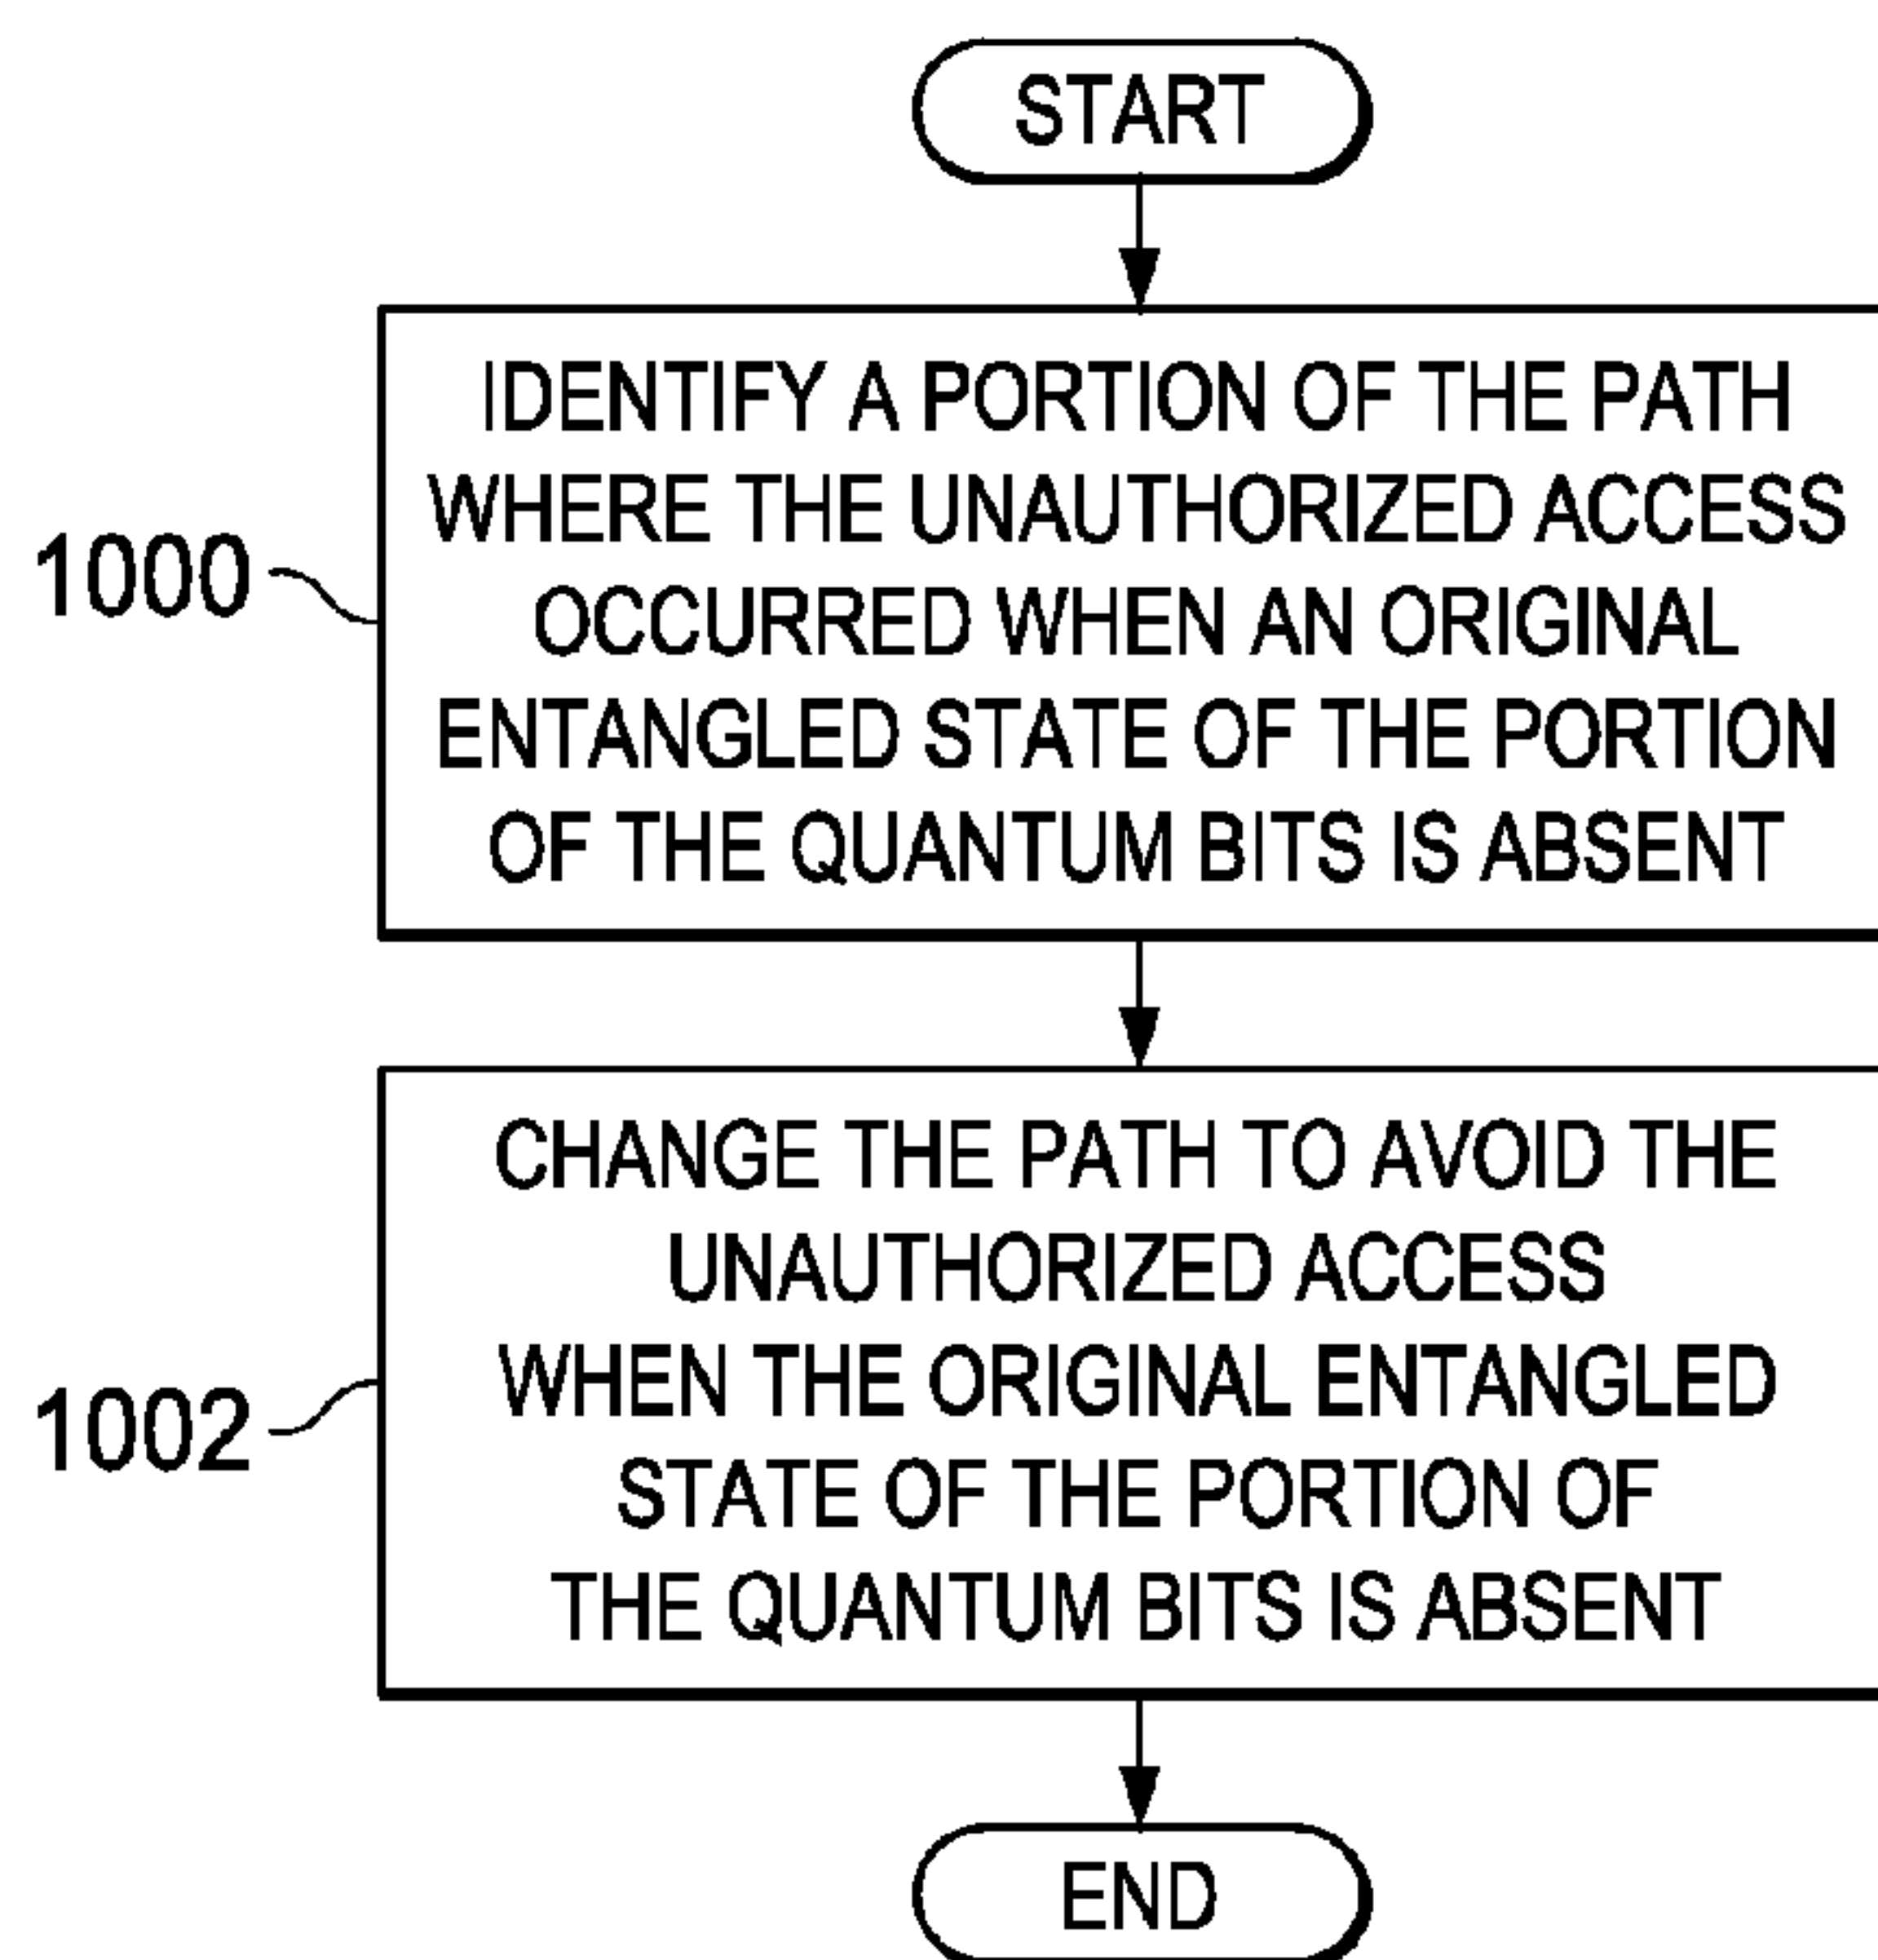 START
IDENTIFY A PORTION OF THE PATH
WHERE THE UNAUTHORIZED ACCESS
OCCURRED WHEN AN ORIGINAL
ENTANGLED STATE OF THE PORTION
OF THE QUANTUM BITS IS ABSENT
1000
CHANGE THE PATH TO AVOID THE
UNAUTHORIZED ACCESS
WHEN THE ORIGINAL ENTANGLED
STATE OF THE PORTION OF
THE QUANTUM BITS IS ABSENT
1002
END